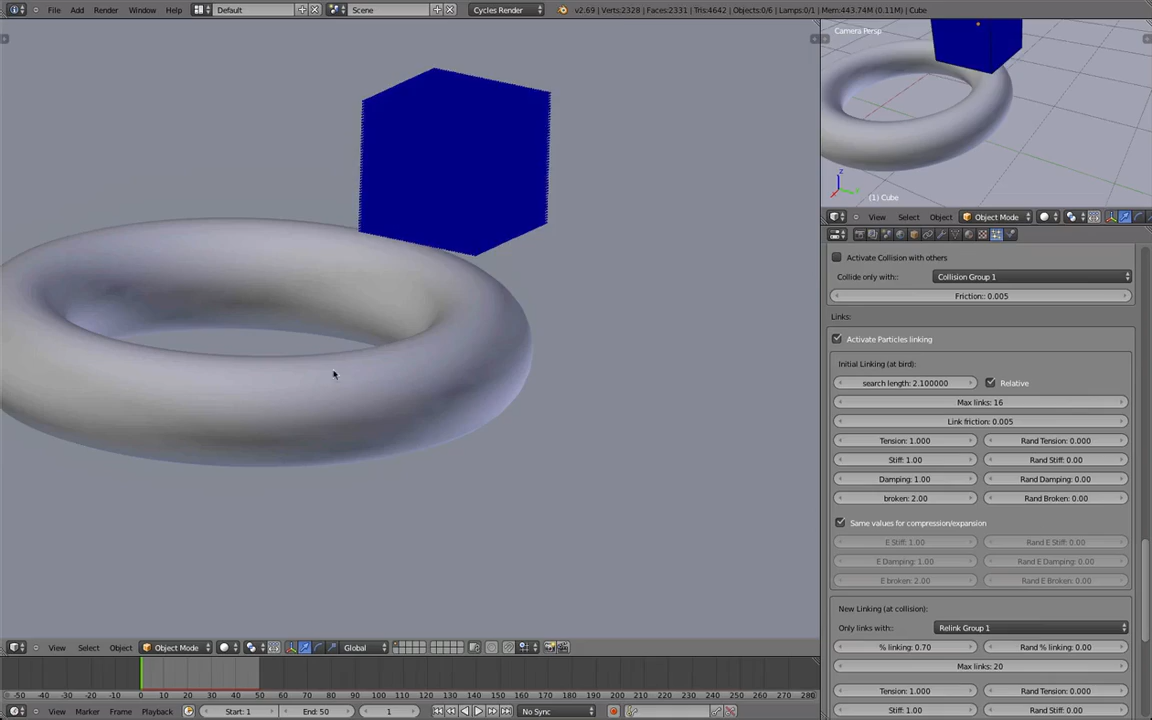 File Add Render Window Help Default Scene Cycles Render v2.69 | Verts:2328 | Faces:2331 | Tris:4642 | Objects:0/6 | Lamps:0/1 | Mem:443.74M (0.11M) | Cube
Camera Persp
z
y
x
(1) Cube
View Select Object Object Mode
Activate Collision with others
Collide only with:: Collision Group 1
Friction:: 0.005
Links:
Activate Particles linking
Initial Linking (at bird):
search length: 2.100000 Relative
Max links: 16
Link friction: 0.005
Tension: 1.000 Rand Tension: 0.000
Stiff: 1.00 Rand Stiff: 0.00
Damping: 1.00 Rand Damping: 0.00
broken: 2.00 Rand Broken: 0.00
Same values for compression/expansion
E Stiff: 1.00 Rand E Stiff: 0.00
E Damping: 1.00 Rand E Damping: 0.00
E broken: 2.00 Rand E Broken: 0.00
New Linking (at collision):
Only links with:: Relink Group 1
% linking: 0.70 Rand % linking: 0.00
Max links: 20
Tension: 1.000 Rand Tension: 0.000
Stiff: 1.00 Rand Stiff: 0.00
View Select Object Object Mode Global
-50 -40 -30 -20 -10 0 10 20 30 40 50 60 70 80 90 100 110 120 130 140 150 160 170 180 190 200 210 220 230 240 250 260 270 280
View Marker Frame Playback Start: 1 End: 50 1 No Sync